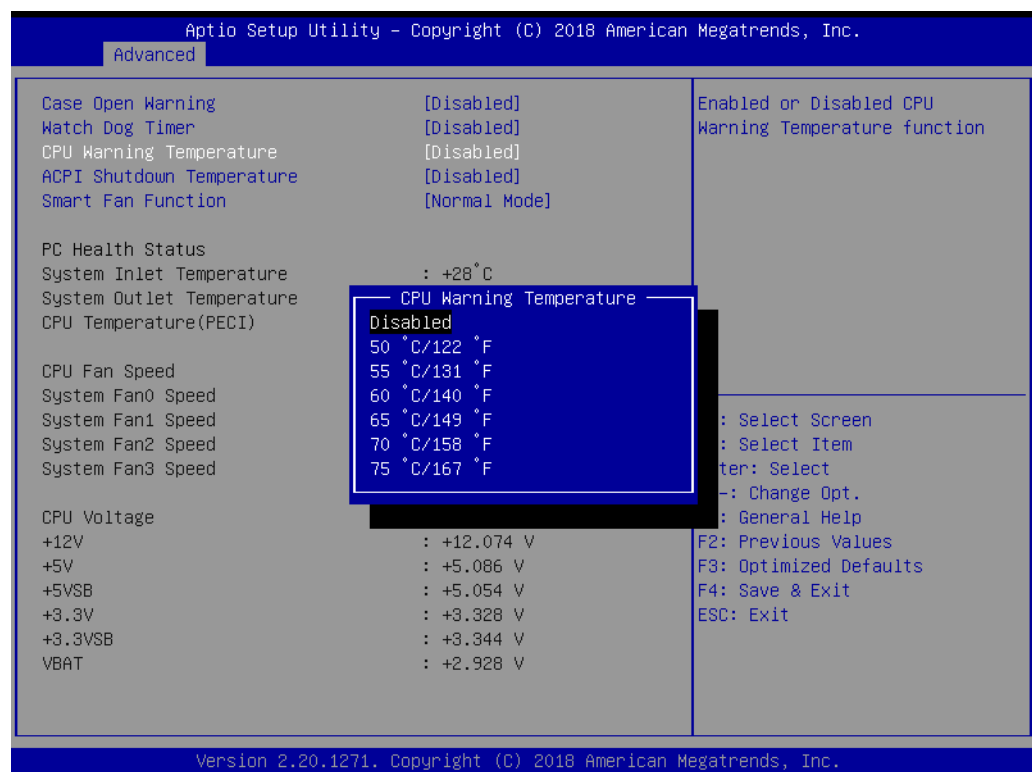 Aptio Setup Utility – Copyright (C) 2018 American Megatrends, Inc.
Advanced
Case Open Warning [Disabled]
Watch Dog Timer [Disabled]
CPU Warning Temperature [Disabled]
ACPI Shutdown Temperature [Disabled]
Smart Fan Function [Normal Mode]
PC Health Status
System Inlet Temperature : +28°C
System Outlet Temperature
CPU Temperature(PECI)
CPU Fan Speed
System Fan0 Speed
System Fan1 Speed
System Fan2 Speed
System Fan3 Speed
CPU Voltage
+12V : +12.074 V
+5V : +5.086 V
+5VSB : +5.054 V
+3.3V : +3.328 V
+3.3VSB : +3.344 V
VBAT : +2.928 V
CPU Warning Temperature
Disabled
50 °C/122 °F
55 °C/131 °F
60 °C/140 °F
65 °C/149 °F
70 °C/158 °F
75 °C/167 °F
Enabled or Disabled CPU
Warning Temperature function
: Select Screen
: Select Item
ter: Select
–: Change Opt.
: General Help
F2: Previous Values
F3: Optimized Defaults
F4: Save & Exit
ESC: Exit
Version 2.20.1271. Copyright (C) 2018 American Megatrends, Inc.